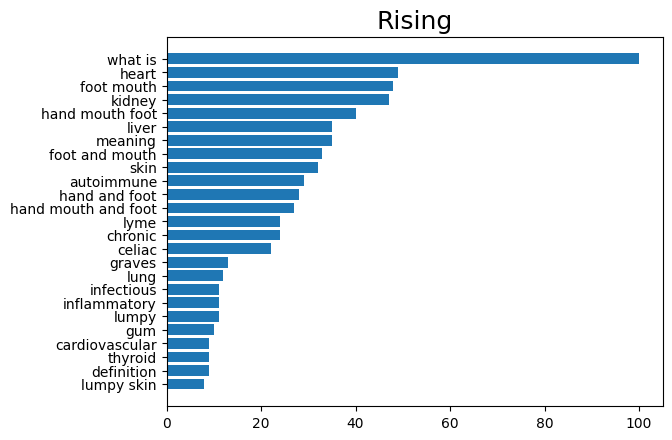 Rising
what is
heart
foot mouth
kidney
hand mouth foot
liver
meaning
foot and mouth
skin
autoimmune
hand and foot
hand mouth and foot
lyme
chronic
celiac
graves
lung
infectious
inflammatory
lumpy
gum
cardiovascular
thyroid
definition
lumpy skin
0 20 40 60 80 100